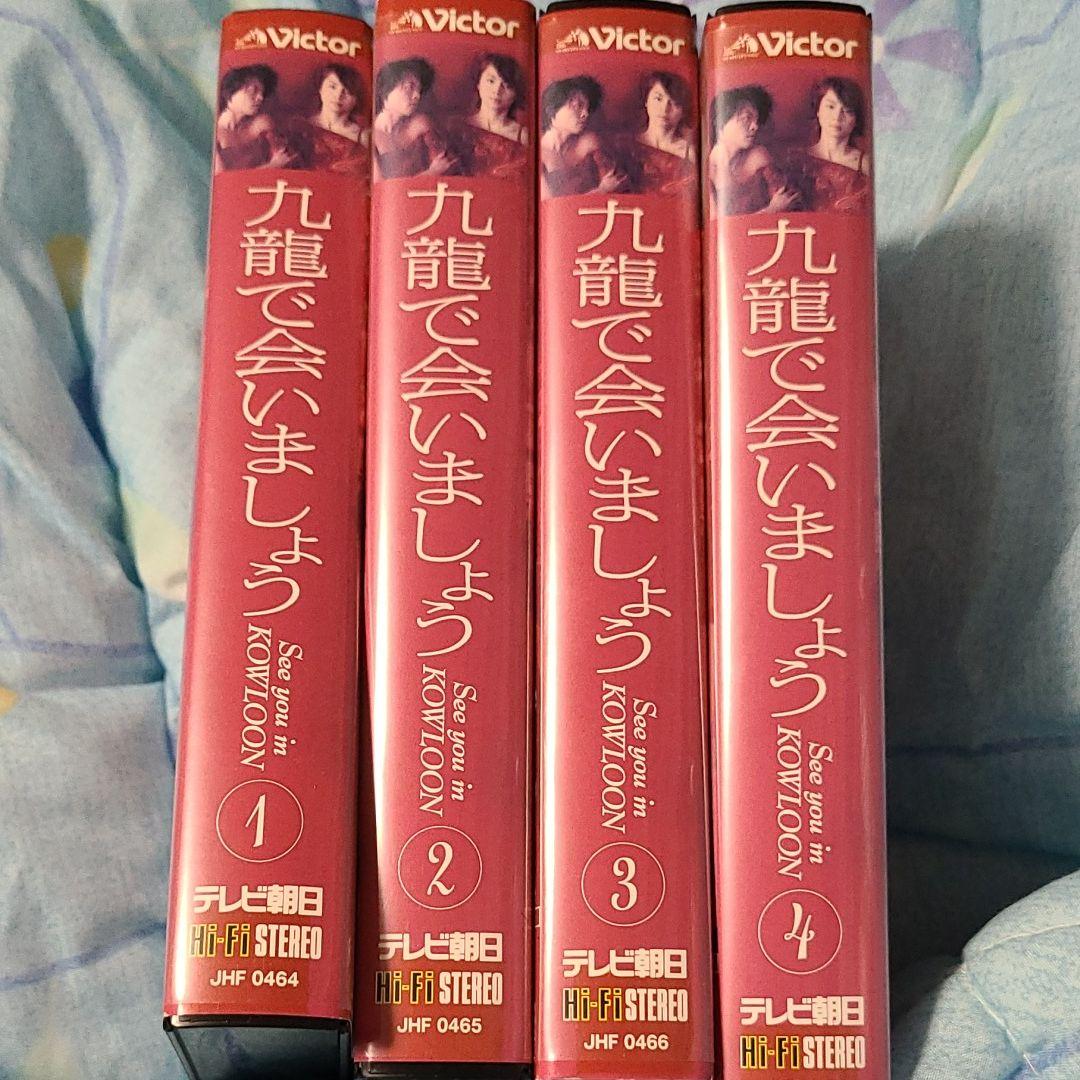 Victor
九龍で会いましょう
See you in
KOWLOON
1
テレビ朝日
Hi-Fi STEREO
JHF 0464
Victor
九龍で会いましょう
See you in
KOWLOON
2
テレビ朝日
Hi-Fi STEREO
JHF 0465
Victor
九龍で会いましょう
See you in
KOWLOON
3
テレビ朝日
Hi-Fi STEREO
JHF 0466
Victor
九龍で会いましょう
See you in
KOWLOON
4
テレビ朝日
Hi-Fi STEREO